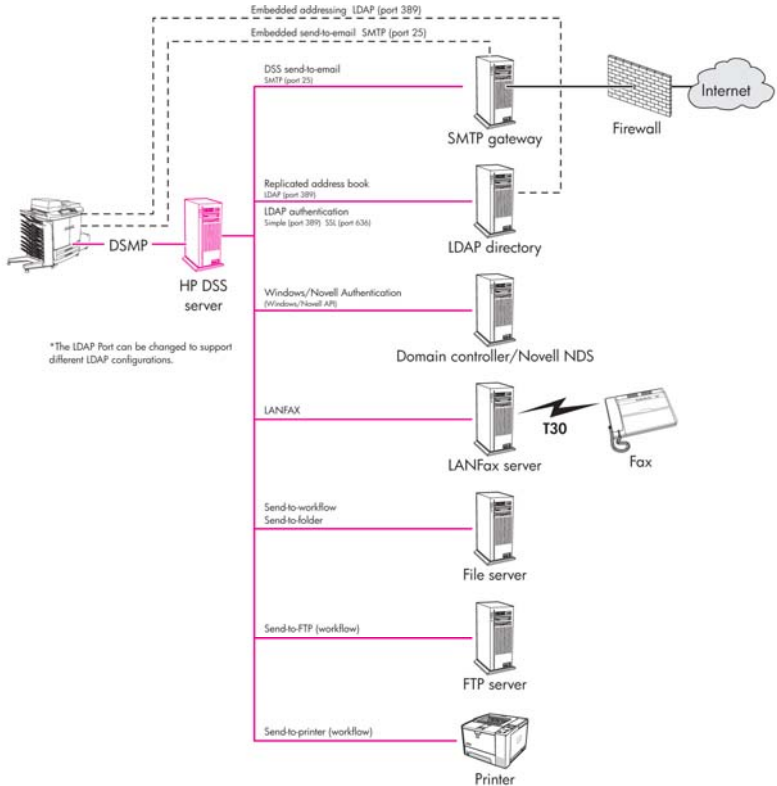 Embedded addressing LDAP (port 389)
Embedded send-to-email SMTP (port 25)
DSS send-to-email
SMTP (port 25)
Internet
Firewall
SMTP gateway
Replicated address book
LDAP (port 389)
LDAP authentication
Simple (port 389) SSL (port 636)
DSMP
LDAP directory
HP DSS
server
Windows/Novell Authentication
(Windows/Novell API)
*The LDAP Port can be changed to support
different LDAP configurations.
Domain controller/Novell NDS
LANFAX
T30
LANFax server
Fax
Send-to-workflow
Send-to-folder
File server
Send-to-FTP (workflow)
FTP server
Send-to-printer (workflow)
Printer